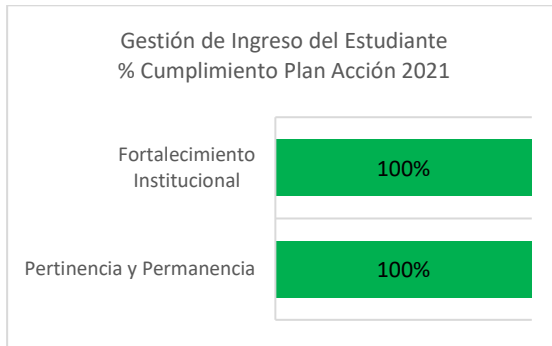 Gestión de Ingreso del Estudiante
% Cumplimiento Plan Acción 2021
Fortalecimiento
Institucional
100%
Pertinencia y Permanencia
100%